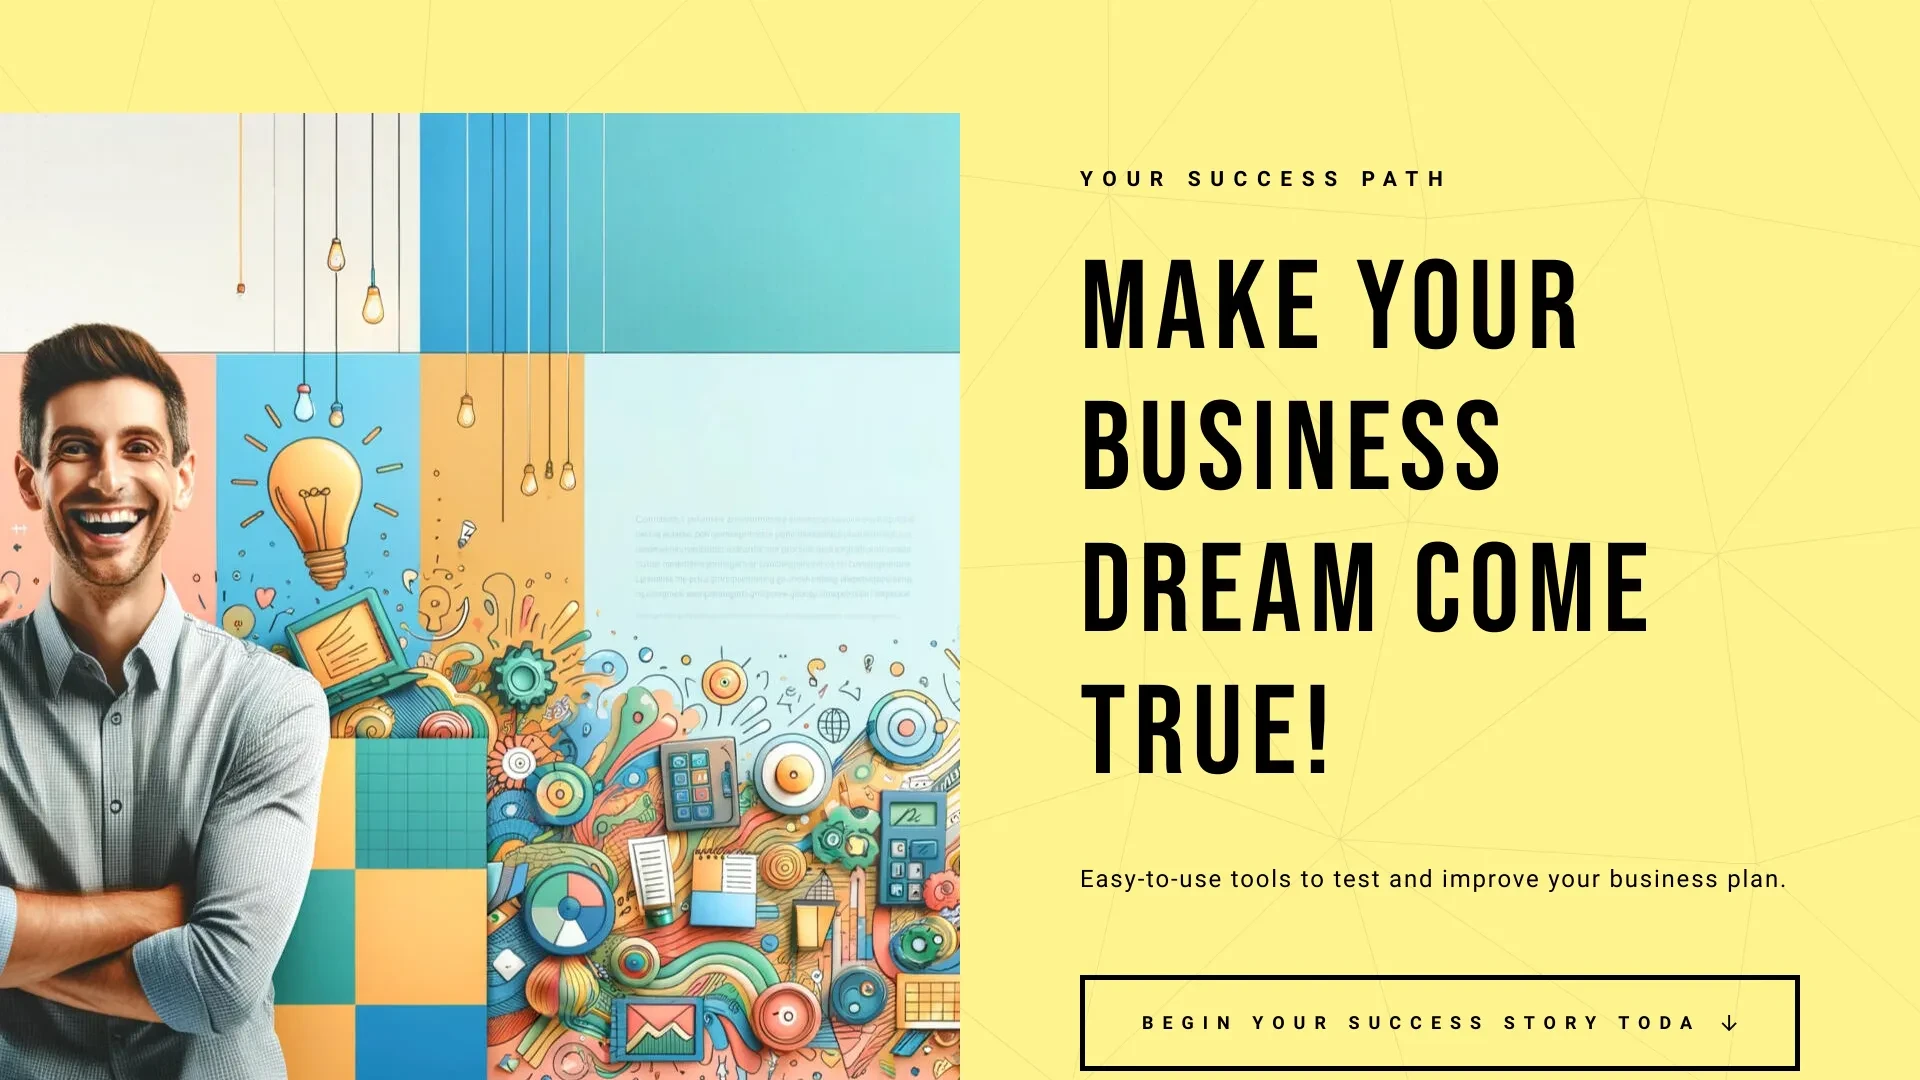 YOUR SUCCESS PATH
MAKE YOUR
BUSINESS
DREAM COME
TRUE!
Easy-to-use tools to test and improve your business plan.
BEGIN YOUR SUCCESS STORY TODA ↓